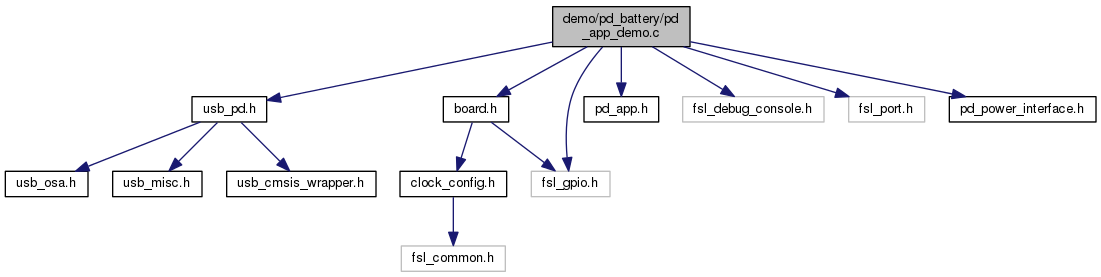 demo/pd_battery/pd
_app_demo.c
usb_pd.h
board.h
pd_app.h
fsl_debug_console.h
fsl_port.h
pd_power_interface.h
usb_osa.h
usb_misc.h
usb_cmsis_wrapper.h
clock_config.h
fsl_gpio.h
fsl_common.h